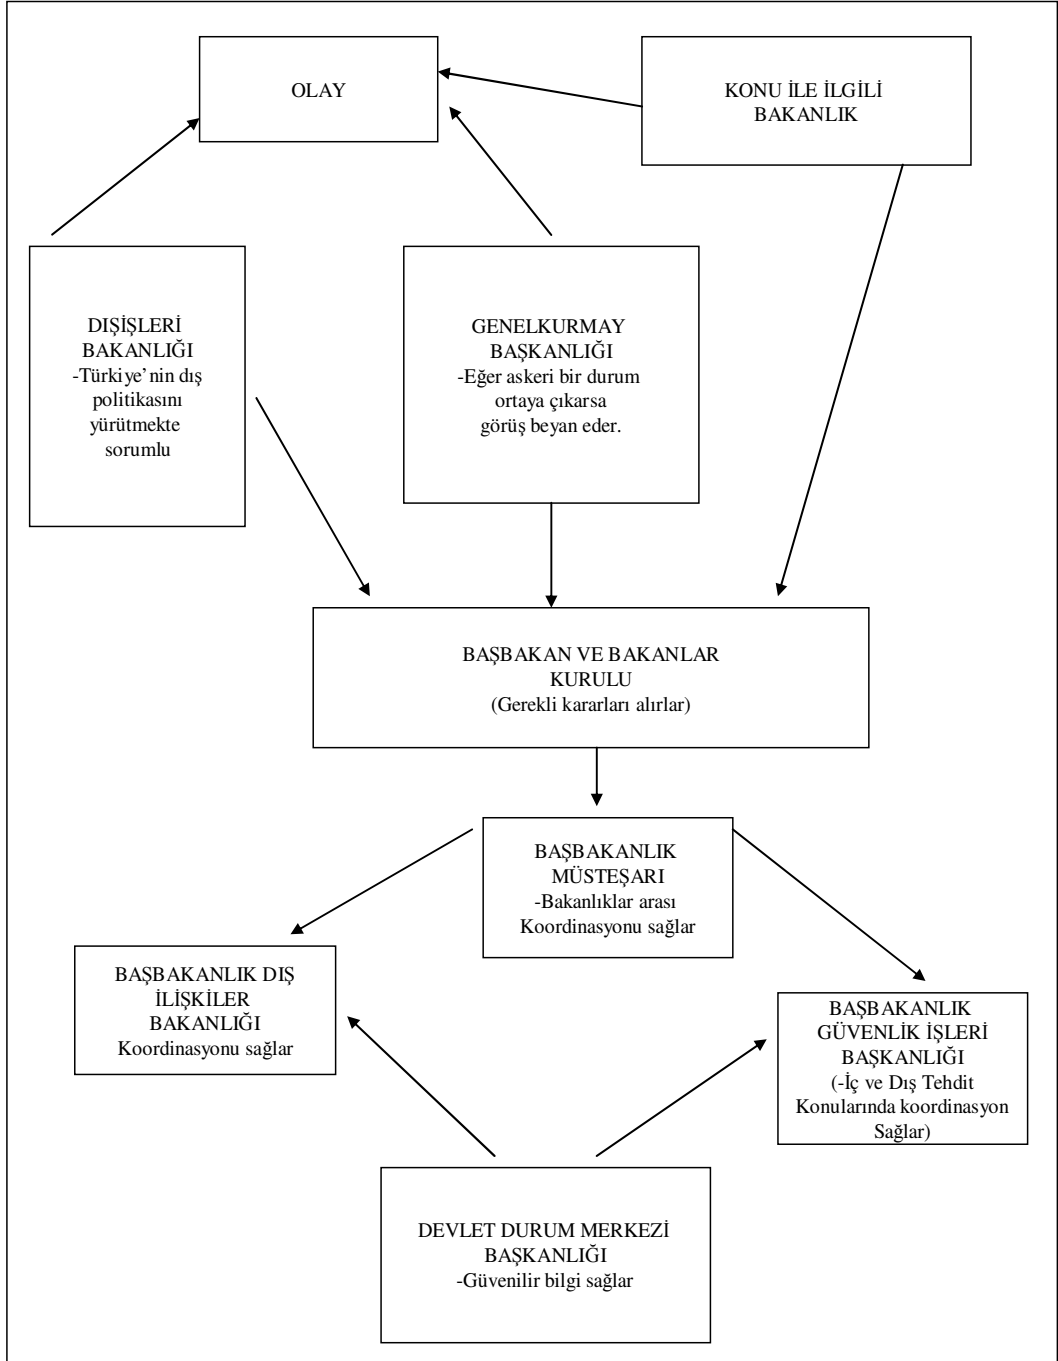 OLAY
KONU İLE İLGİLİ
BAKANLIK
DIŞİŞLERİ
BAKANLIĞI
-Türkiye'nin dış
politikasını
yürütmekte
sorumlu
GENELKURMAY
BAŞKANLIĞI
-Eğer askeri bir durum
ortaya çıkarsa
görüş beyan eder.
BAŞBAKAN VE BAKANLAR
KURULU
(Gerekli kararları alırlar)
BAŞBAKANLIK
MÜSTEŞARI
-Bakanlıklar arası
Koordinasyonu sağlar
BAŞBAKANLIK DIŞ
İLİŞKİLER
BAKANLIĞI
Koordinasyonu sağlar
BAŞBAKANLIK
GÜVENLİK İŞLERİ
BAŞKANLIĞI
(-İç ve Dış Tehdit
Konularında koordinasyon
Sağlar)
DEVLET DURUM MERKEZİ
BAŞKANLIĞI
-Güvenilir bilgi sağlar